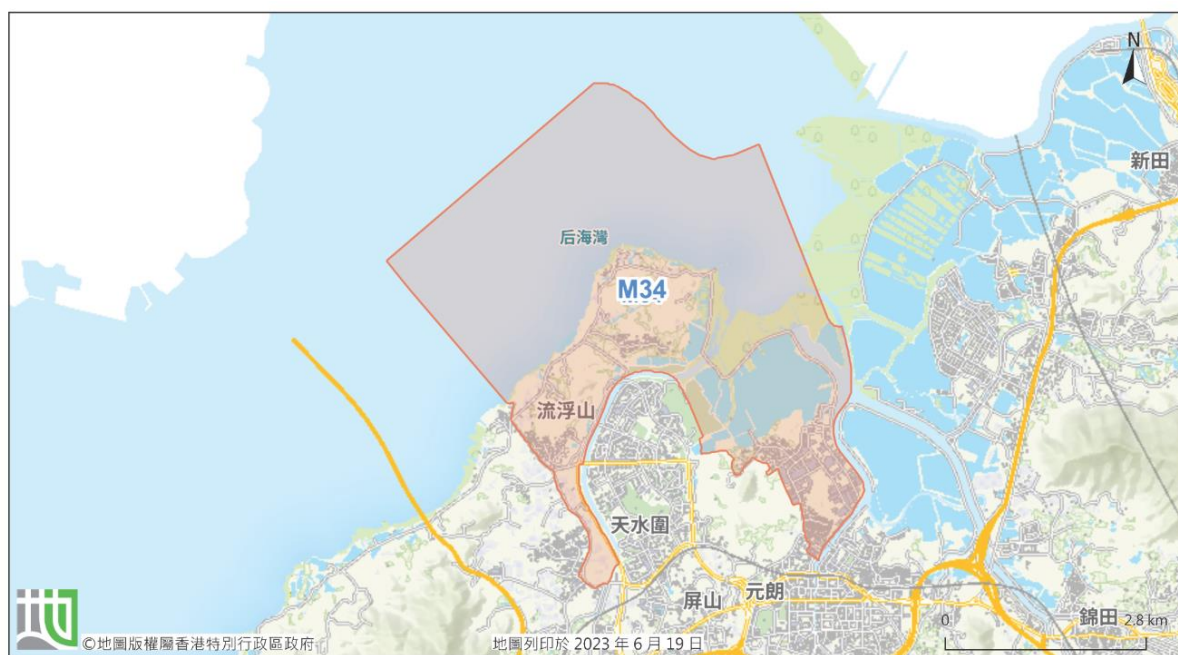 N
新田
后海灣
M34
流浮山
天水圍
屏山
元朗
錦田
0
2.8 km
©地圖版權屬香港特別行政區政府
地圖列印於 2023 年 6 月 19 日